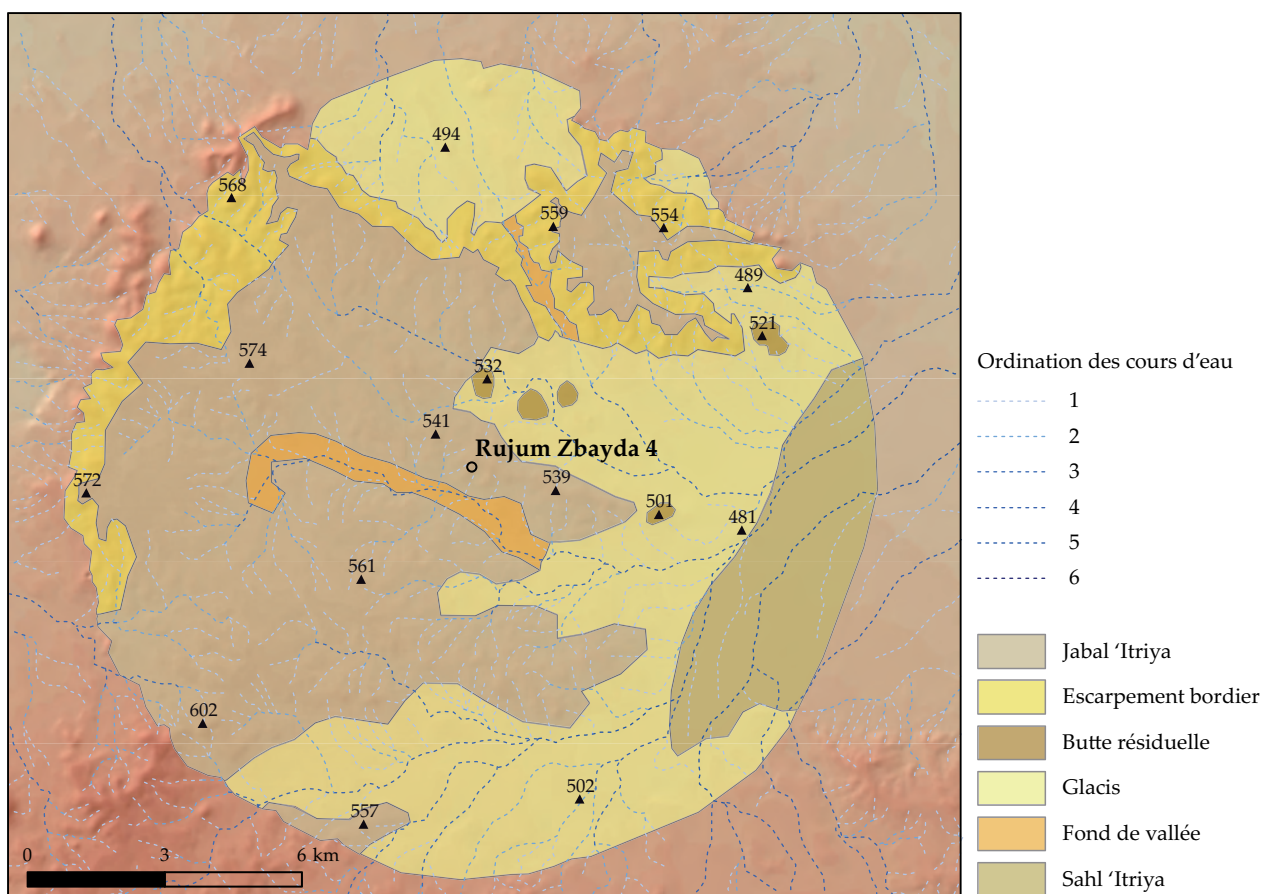 494
568
559
554
489
521
574
532
541
Rujum Zbayda 4
572
539
501
481
561
602
502
557
0 3 6 km
Ordination des cours d’eau
1
2
3
4
5
6
Jabal ‘Itriya
Escarpement bordier
Butte résiduelle
Glacis
Fond de vallée
Sahl ‘Itriya